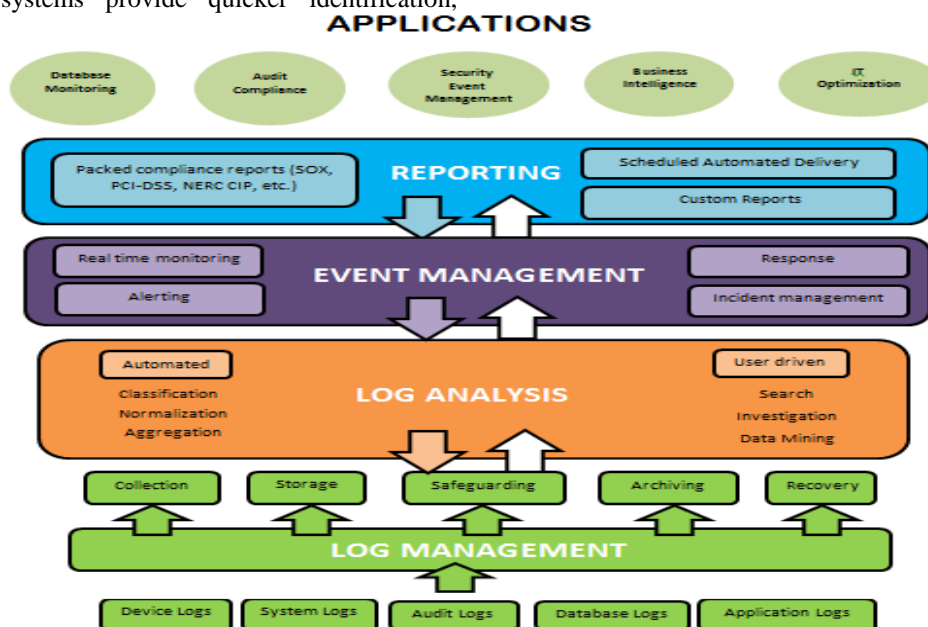 systems provide quicker identification,
APPLICATIONS
Database
Monitoring
Audit
Compliance
Security
Event
Management
Business
Intelligence
IT
Optimization
Packed compliance reports (SOX,
PCI-DSS, NERC CIP, etc.)
REPORTING
Scheduled Automated Delivery
Custom Reports
Real time monitoring
Alerting
EVENT MANAGEMENT
Response
Incident management
Automated
Classification
Normalization
Aggregation
LOG ANALYSIS
User driven
Search
Investigation
Data Mining
Collection
Storage
Safeguarding
Archiving
Recovery
LOG MANAGEMENT
Device Logs
System Logs
Audit Logs
Database Logs
Application Logs